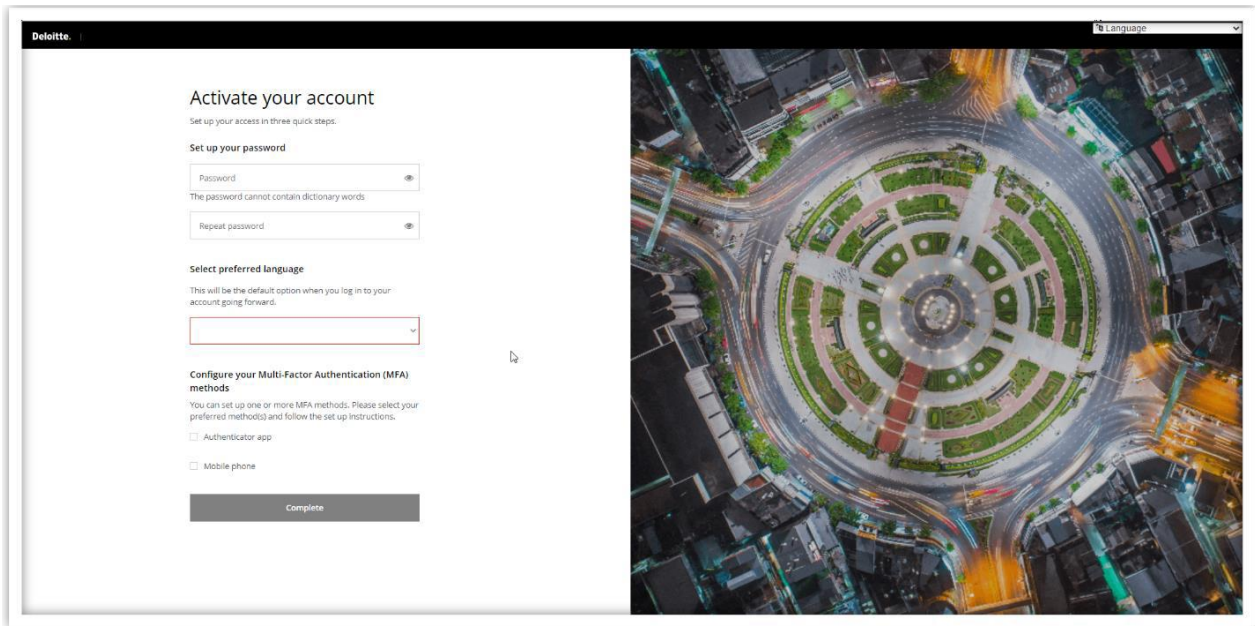 Deloitte.
Language
Activate your account
Set up your access in three quick steps.
Set up your password
Password
The password cannot contain dictionary words
Repeat password
Select preferred language
This will be the default option when you log in to your
account going forward.
Configure your Multi-Factor Authentication (MFA)
methods
You can set up one or more MFA methods. Please select your
preferred method(s) and follow the set up instructions.
Authenticator app
Mobile phone
Complete